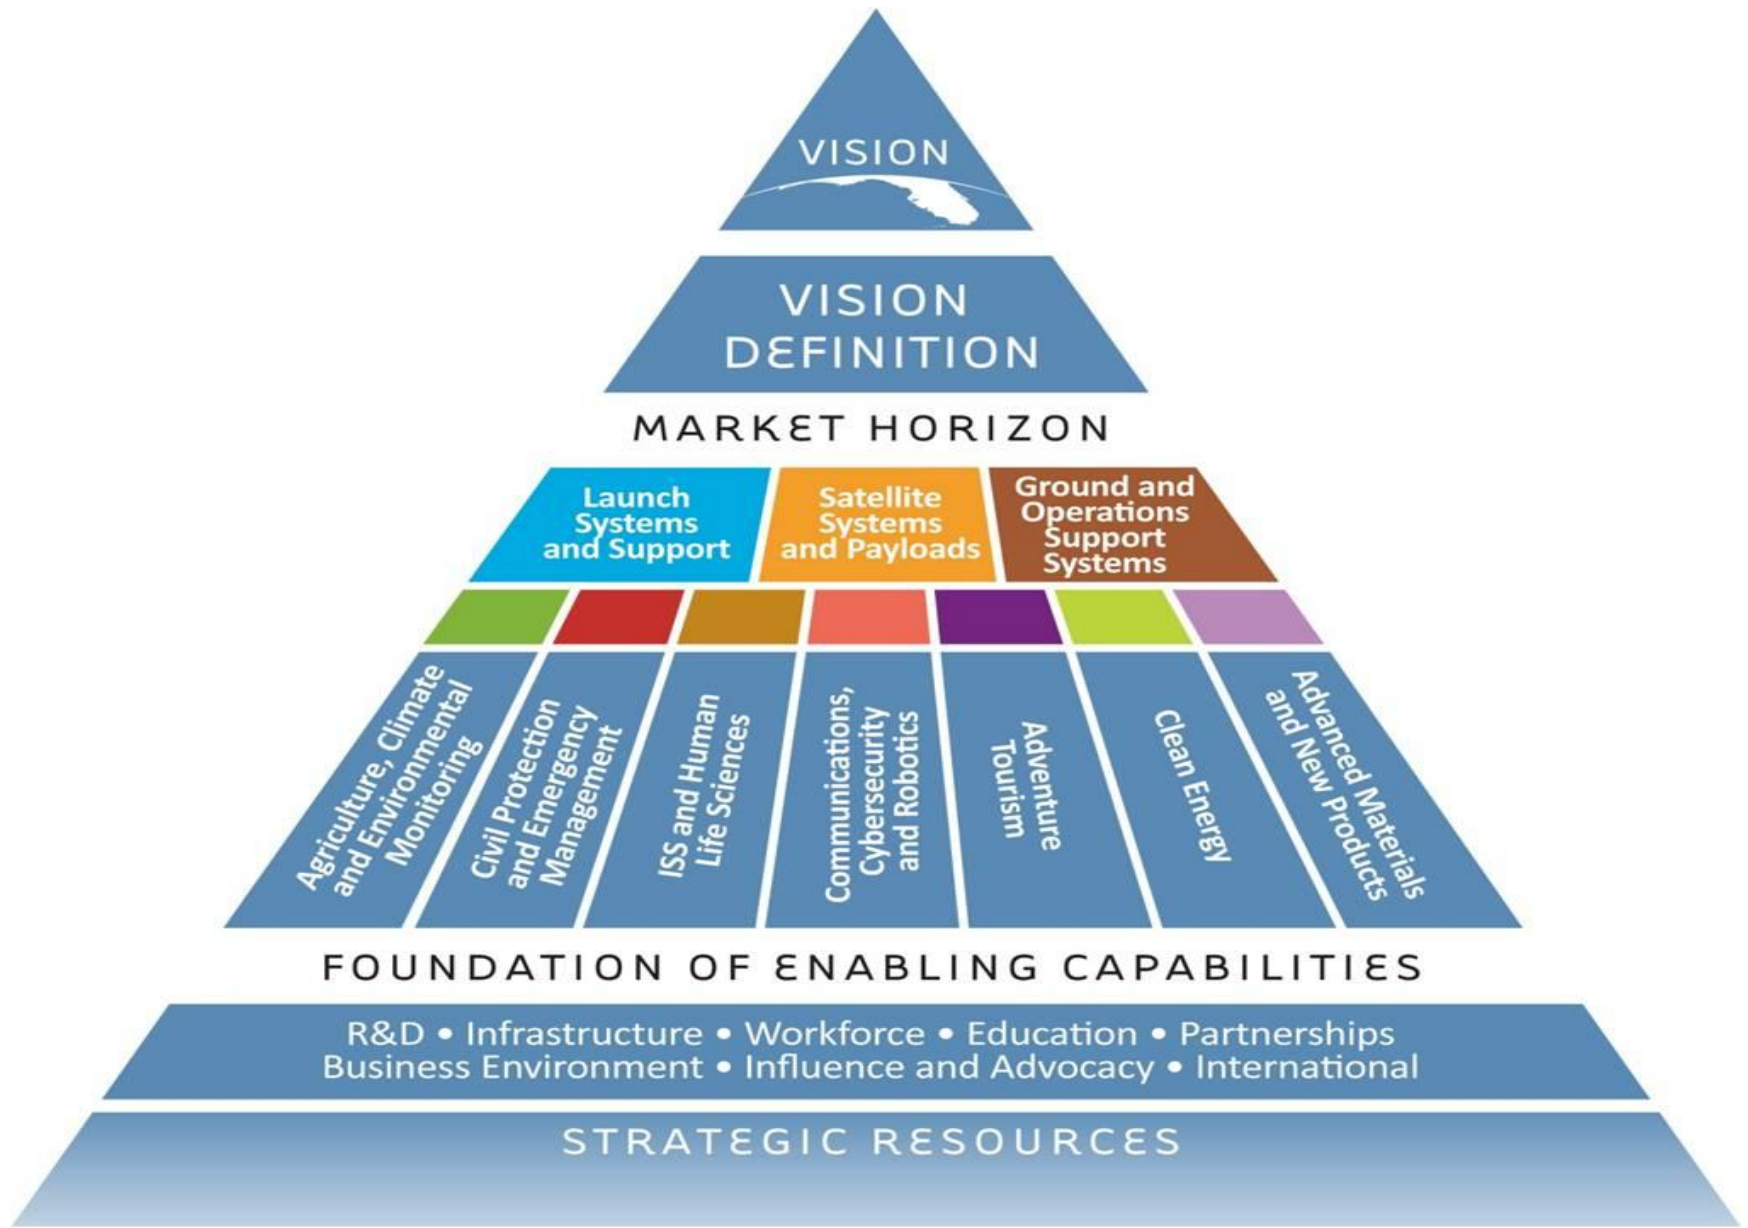 VISION
VISION
DEFINITION
MARKET HORIZON
Launch
Systems
and Support
Satellite
Systems
and Payloads
Ground and
Operations
Support
Systems
Agriculture, Climate
and Environmental
Monitoring
Civil Protection
and Emergency
Management
ISS and Human
Life Sciences
Communications,
Cybersecurity
and Robotics
Adventure
Tourism
Clean Energy
Advanced Materials
and New Products
FOUNDATION OF ENABLING CAPABILITIES
R&D • Infrastructure • Workforce • Education • Partnerships
Business Environment • Influence and Advocacy • International
STRATEGIC RESOURCES